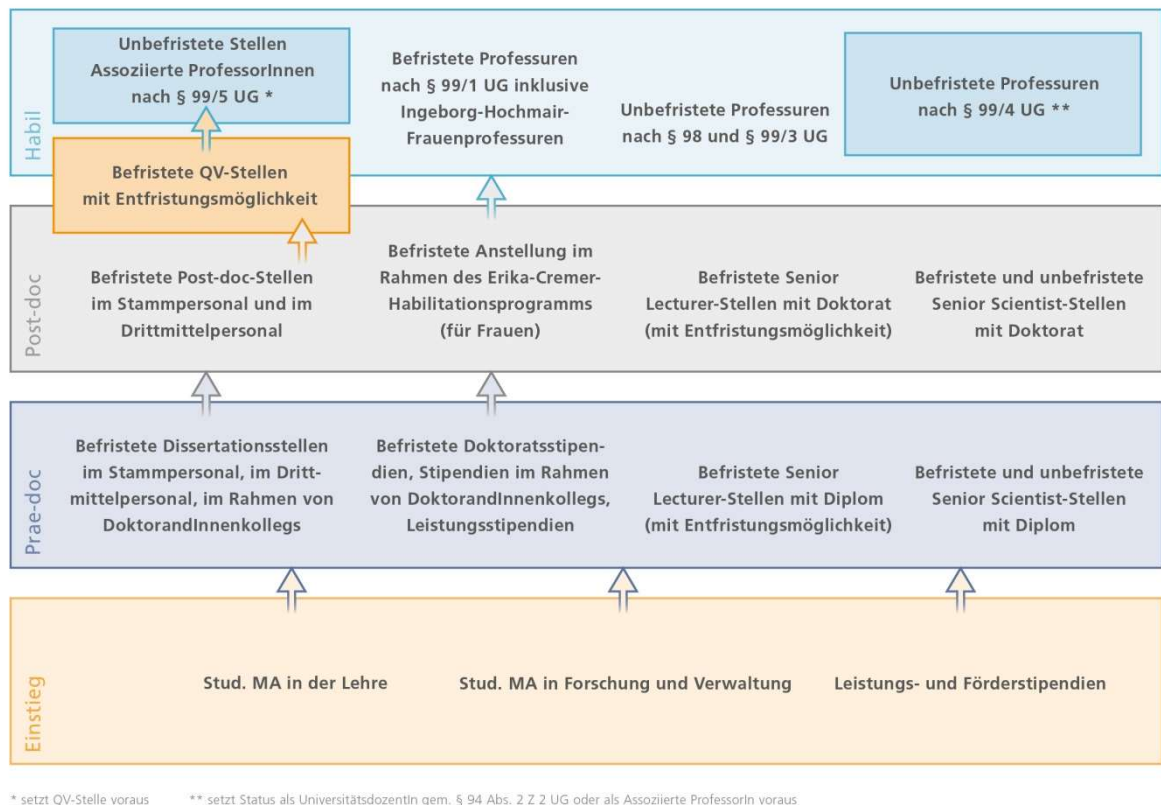 Habil
Unbefristete Stellen
Assoziierte ProfessorInnen
nach § 99/5 UG *
Befristete QV-Stellen
mit Entfristungsmöglichkeit
Befristete Professuren
nach § 99/1 UG inklusive
Ingeborg-Hochmair-
Frauenprofessuren
Unbefristete Professuren
nach § 98 und § 99/3 UG
Unbefristete Professuren
nach § 99/4 UG **
Post-doc
Befristete Post-doc-Stellen
im Stammpersonal und im
Drittmittelpersonal
Befristete Anstellung im
Rahmen des Erika-Cremer-
Habilitationsprogramms
(für Frauen)
Befristete Senior
Lecturer-Stellen mit Doktorat
(mit Entfristungsmöglichkeit)
Befristete und unbefristete
Senior Scientist-Stellen
mit Doktorat
Prae-doc
Befristete Dissertationsstellen
im Stammpersonal, im Dritt-
mittelpersonal, im Rahmen von
DoktorandInnenkollegs
Befristete Doktoratsstipen-
dien, Stipendien im Rahmen
von DoktorandInnenkollegs,
Leistungsstipendien
Befristete Senior
Lecturer-Stellen mit Diplom
(mit Entfristungsmöglichkeit)
Befristete und unbefristete
Senior Scientist-Stellen
mit Diplom
Einstieg
Stud. MA in der Lehre
Stud. MA in Forschung und Verwaltung
Leistungs- und Förderstipendien
* setzt QV-Stelle voraus
** setzt Status als UniversitätsdozentIn gem. § 94 Abs. 2 Z 2 UG oder als Assoziierte ProfessorIn voraus